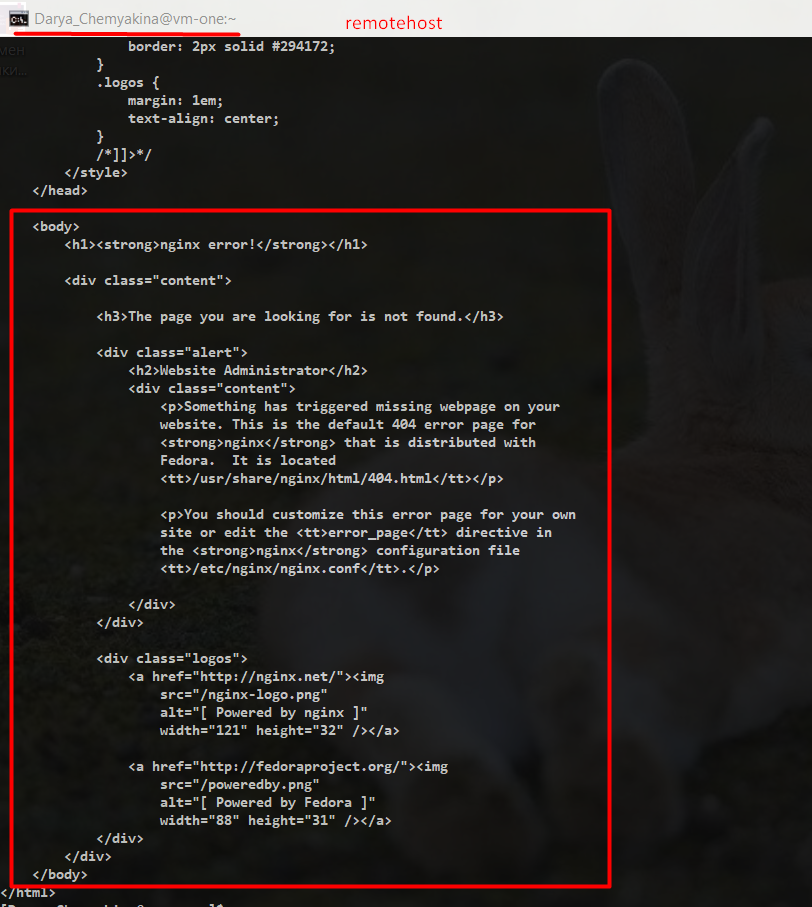 Darya_Chemyakina@vm-one:~
remotehost
border: 2px solid #294172;
}
.logos {
margin: 1em;
text-align: center;
}
/*]]>*/
</style>
</head>
<body>
<h1><strong>nginx error!</strong></h1>
<div class="content">
<h3>The page you are looking for is not found.</h3>
<div class="alert">
<h2>Website Administrator</h2>
<div class="content">
<p>Something has triggered missing webpage on your
website. This is the default 404 error page for
<strong>nginx</strong> that is distributed with
Fedora.  It is located
<tt>/usr/share/nginx/html/404.html</tt></p>
<p>You should customize this error page for your own
site or edit the <tt>error_page</tt> directive in
the <strong>nginx</strong> configuration file
<tt>/etc/nginx/nginx.conf</tt>.</p>
</div>
</div>
<div class="logos">
<a href="http://nginx.net/"><img
src="/nginx-logo.png"
alt="[ Powered by nginx ]"
width="121" height="32" /></a>
<a href="http://fedoraproject.org/"><img
src="/poweredby.png"
alt="[ Powered by Fedora ]"
width="88" height="31" /></a>
</div>
</div>
</body>
</html>